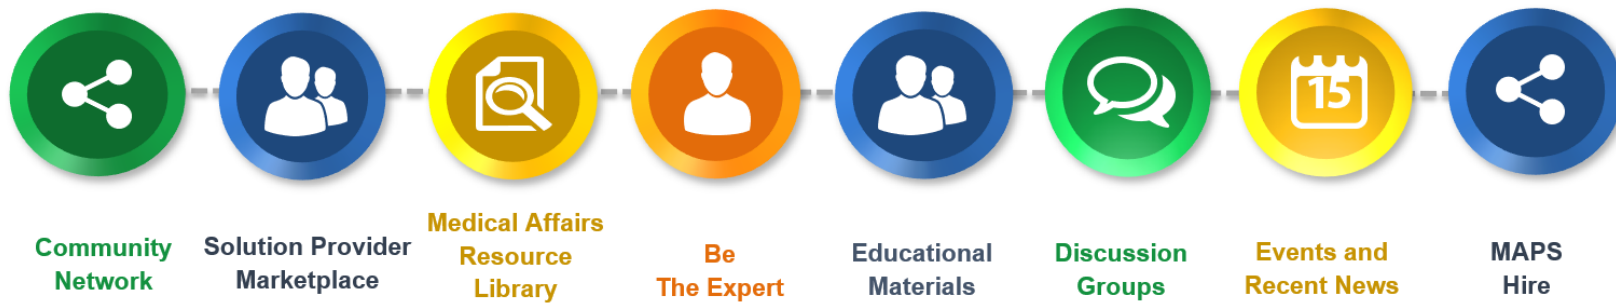 15
Community
Network
Solution Provider
Marketplace
Medical Affairs
Resource
Library
Be
The Expert
Educational
Materials
Discussion
Groups
Events and
Recent News
MAPS
Hire